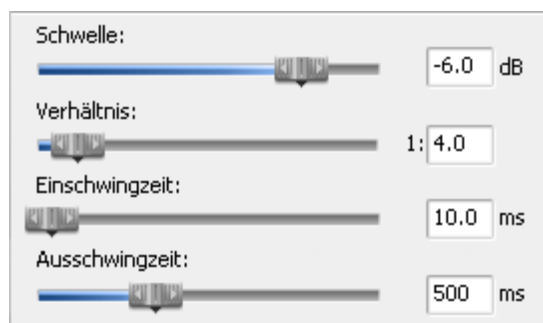 Schwelle:
-6.0 dB
Verhältnis:
1: 4.0
Einschwingzeit:
10.0 ms
Ausschwingzeit:
500 ms